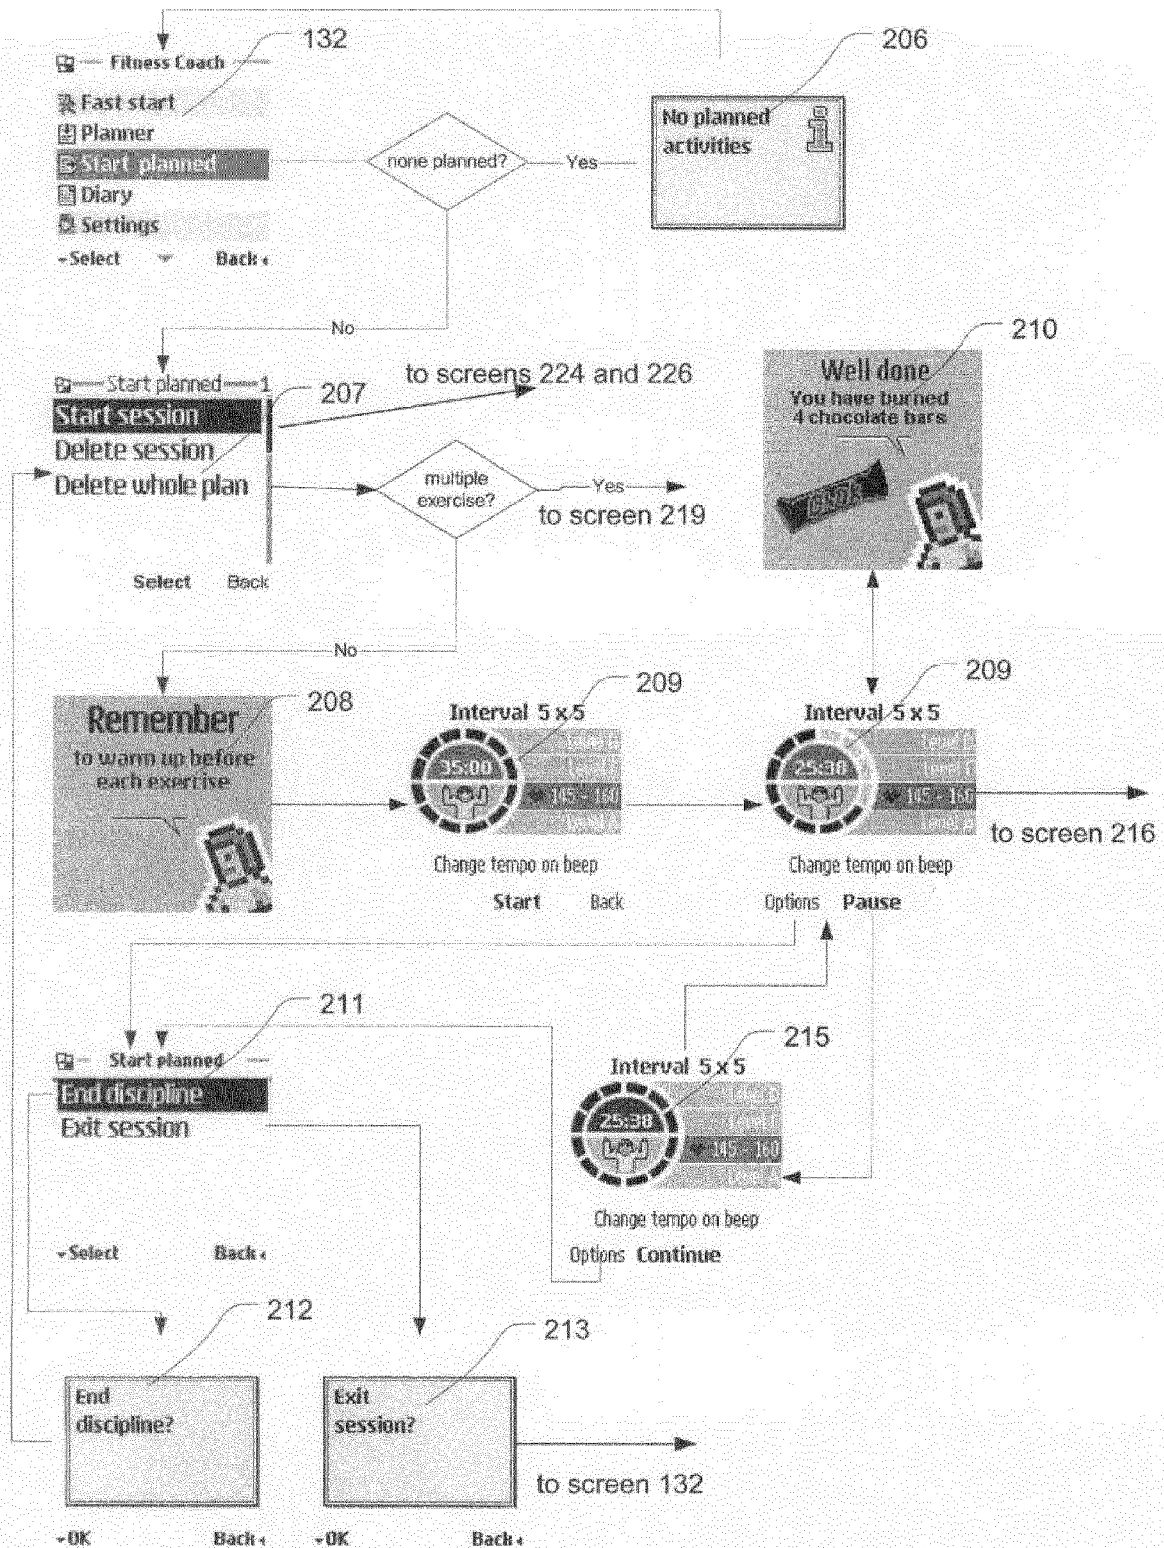 132
206
Fitness Coach
Fast start
Planner
Start planned
Diary
Settings
Select
Back
none planned?
Yes
No planned
activities
No
210
Start planned
1
207
to screens 224 and 226
Start session
Delete session
Delete whole plan
Select
Back
multiple
exercise?
Yes
to screen 219
Well done
You have burned
4 chocolate bars
No
208
Remember
to warm up before
each exercise
209
Interval 5 x 5
35:00
145 - 160
Change tempo on beep
Start
Back
209
Interval 5 x 5
25:38
145 - 160
to screen 216
Change tempo on beep
Options
Pause
211
Start planned
End discipline
Exit session
Select
Back
215
Interval 5 x 5
25:38
145 - 160
Change tempo on beep
Options
Continue
212
213
End
discipline?
OK
Back
Exit
session?
OK
Back
to screen 132